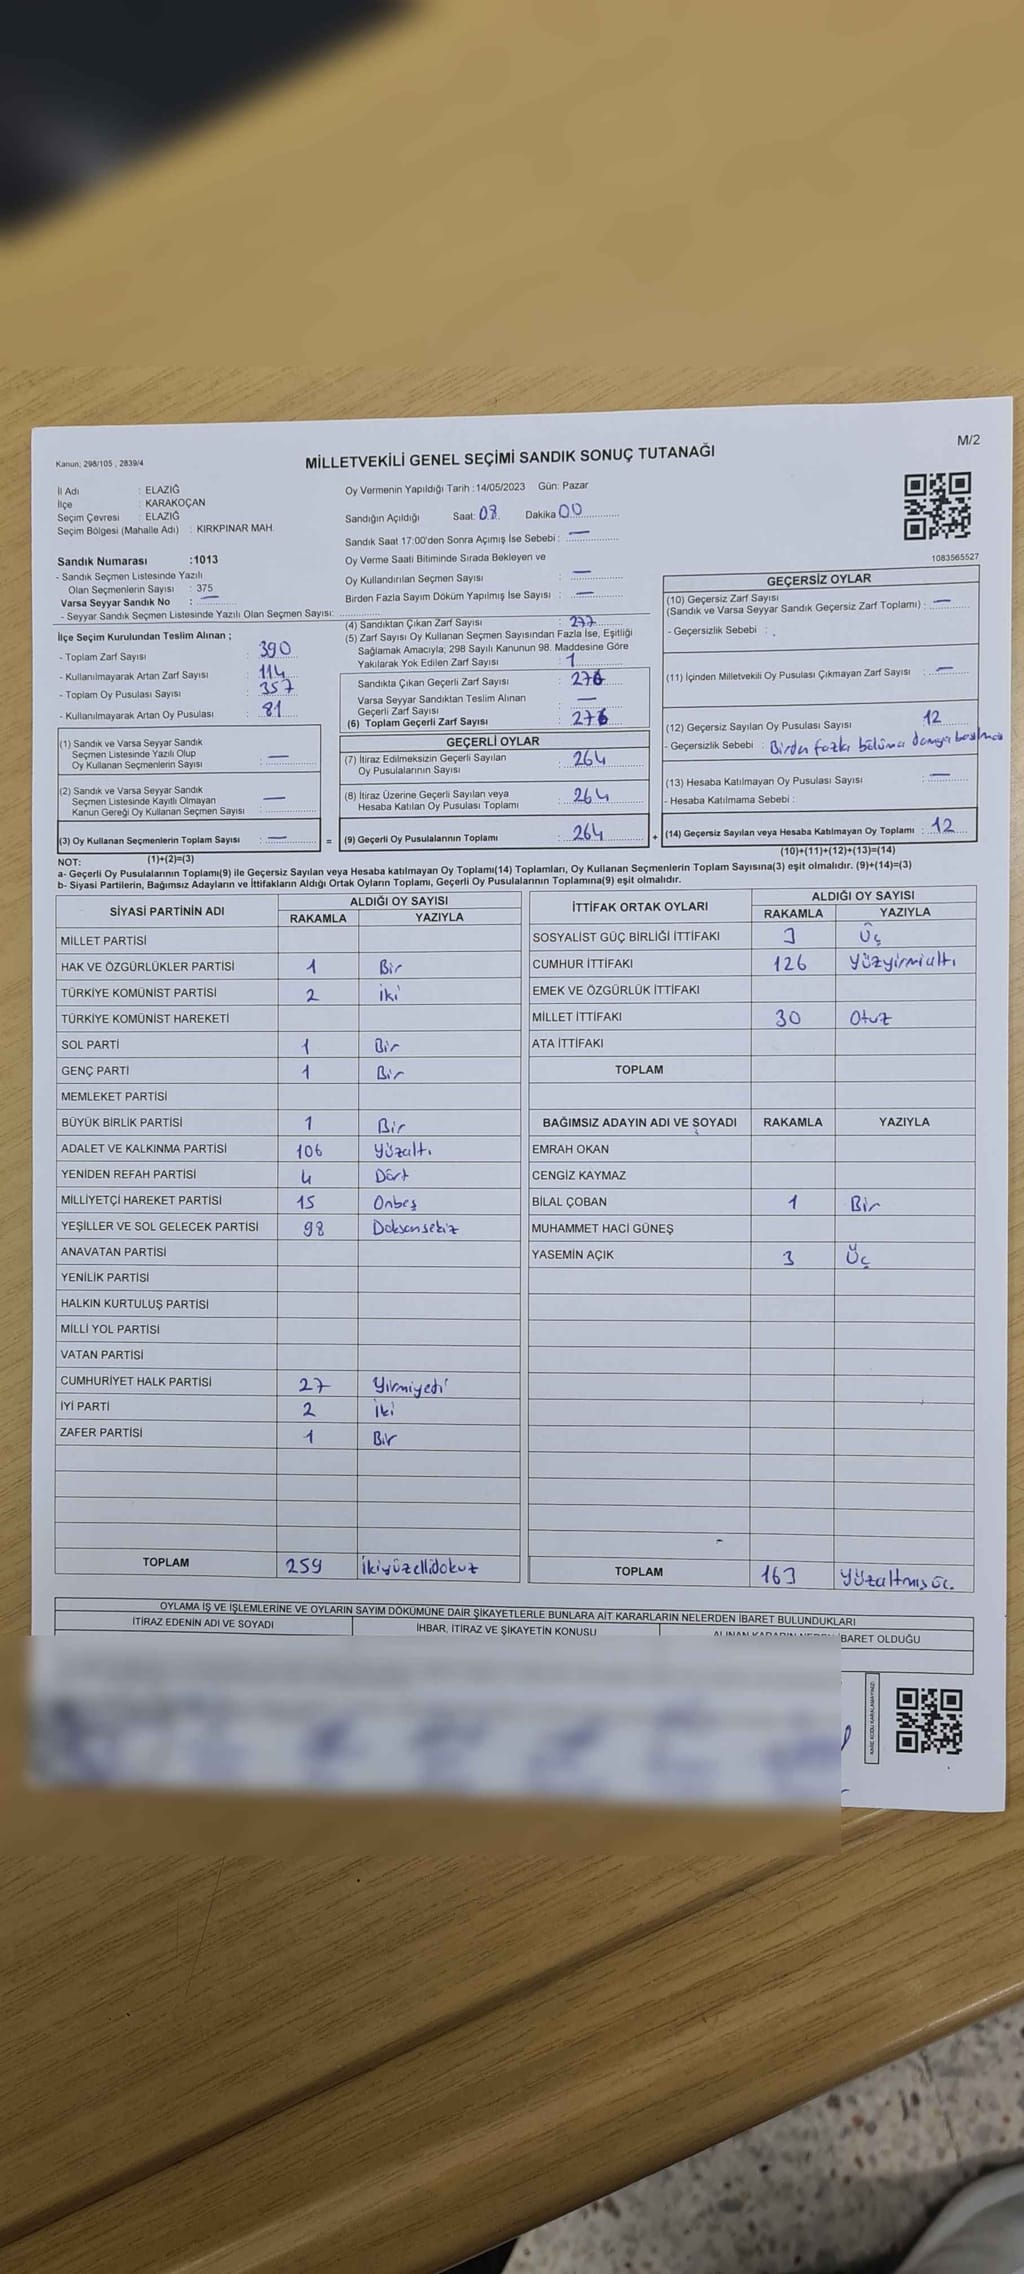 Kanun; 298/105 , 2839/4
MİLLETVEKİLİ GENEL SEÇİMİ SANDIK SONUÇ TUTANAĞI
M/2
İl Adı : ELAZIĞ
İlçe : KARAKOÇAN
Seçim Çevresi : ELAZIĞ
Seçim Bölgesi (Mahalle Adı) : KIRKPINAR MAH.
Sandık Numarası :1013
- Sandık Seçmen Listesinde Yazılı
Olan Seçmenlerin Sayısı : 375
Varsa Seyyar Sandık No : —
- Seyyar Sandık Seçmen Listesinde Yazılı Olan Seçmen Sayısı:
Oy Vermenin Yapıldığı Tarih :14/05/2023 Gün: Pazar
Sandığın Açıldığı Saat: 08 Dakika 00
Sandık Saat 17:00'den Sonra Açımış İse Sebebi : —
Oy Verme Saati Bitiminde Sırada Bekleyen ve
Oy Kullandırılan Seçmen Sayısı : —
Birden Fazla Sayım Döküm Yapılmış İse Sayısı : —
1083565527
İlçe Seçim Kurulundan Teslim Alınan ;
- Toplam Zarf Sayısı : 390
- Kullanılmayarak Artan Zarf Sayısı : 114
- Toplam Oy Pusulası Sayısı : 357
- Kullanılmayarak Artan Oy Pusulası : 81
(4) Sandıktan Çıkan Zarf Sayısı : 277
(5) Zarf Sayısı Oy Kullanan Seçmen Sayısından Fazla İse, Eşitliği
Sağlamak Amacıyla; 298 Sayılı Kanunun 98. Maddesine Göre
Yakılarak Yok Edilen Zarf Sayısı : 1
Sandıkta Çıkan Geçerli Zarf Sayısı : 276
Varsa Seyyar Sandıktan Teslim Alınan
Geçerli Zarf Sayısı : —
(6) Toplam Geçerli Zarf Sayısı : 276
GEÇERSİZ OYLAR
(10) Geçersiz Zarf Sayısı
(Sandık ve Varsa Seyyar Sandık Geçersiz Zarf Toplamı) : —
- Geçersizlik Sebebi :
(11) İçinden Milletvekili Oy Pusulası Çıkmayan Zarf Sayısı : —
(12) Geçersiz Sayılan Oy Pusulası Sayısı : 12
- Geçersizlik Sebebi : Birden fazla bölüme damga basılması
(13) Hesaba Katılmayan Oy Pusulası Sayısı : —
- Hesaba Katılmama Sebebi :
(14) Geçersiz Sayılan veya Hesaba Katılmayan Oy Toplamı : 12
(10)+(11)+(12)+(13)=(14)
(1) Sandık ve Varsa Seyyar Sandık
Seçmen Listesinde Yazılı Olup
Oy Kullanan Seçmenlerin Sayısı : —
(2) Sandık ve Varsa Seyyar Sandık
Seçmen Listesinde Kayıtlı Olmayan
Kanun Gereği Oy Kullanan Seçmen Sayısı : —
(3) Oy Kullanan Seçmenlerin Toplam Sayısı : — =
(1)+(2)=(3)
GEÇERLİ OYLAR
(7) İtiraz Edilmeksizin Geçerli Sayılan
Oy Pusulalarının Sayısı : 264
(8) İtiraz Üzerine Geçerli Sayılan veya
Hesaba Katılan Oy Pusulası Toplamı : 264
(9) Geçerli Oy Pusulalarının Toplamı : 264 +
NOT:
a- Geçerli Oy Pusulalarının Toplamı(9) ile Geçersiz Sayılan veya Hesaba katılmayan Oy Toplamı(14) Toplamları, Oy Kullanan Seçmenlerin Toplam Sayısına(3) eşit olmalıdır. (9)+(14)=(3)
b- Siyasi Partilerin, Bağımsız Adayların ve İttifakların Aldığı Ortak Oyların Toplamı, Geçerli Oy Pusulalarının Toplamına(9) eşit olmalıdır.
SİYASİ PARTİNİN ADI ALDIĞI OY SAYISI
RAKAMLA YAZIYLA
MİLLET PARTİSİ
HAK VE ÖZGÜRLÜKLER PARTİSİ 1 Bir
TÜRKİYE KOMÜNİST PARTİSİ 2 iki
TÜRKİYE KOMÜNİST HAREKETİ
SOL PARTİ 1 Bir
GENÇ PARTİ 1 Bir
MEMLEKET PARTİSİ
BÜYÜK BİRLİK PARTİSİ 1 Bir
ADALET VE KALKINMA PARTİSİ 106 Yüzaltı
YENİDEN REFAH PARTİSİ 4 Dört
MİLLİYETÇİ HAREKET PARTİSİ 15 Onbeş
YEŞİLLER VE SOL GELECEK PARTİSİ 98 Doksansekiz
ANAVATAN PARTİSİ
YENİLİK PARTİSİ
HALKIN KURTULUŞ PARTİSİ
MİLLİ YOL PARTİSİ
VATAN PARTİSİ
CUMHURİYET HALK PARTİSİ 27 Yirmiyedi
İYİ PARTİ 2 iki
ZAFER PARTİSİ 1 Bir
TOPLAM 259 ikiyüzellidokuz
İTTİFAK ORTAK OYLARI ALDIĞI OY SAYISI
RAKAMLA YAZIYLA
SOSYALİST GÜÇ BİRLİĞİ İTTİFAKI 3 Üç
CUMHUR İTTİFAKI 126 Yüzyirmialtı
EMEK VE ÖZGÜRLÜK İTTİFAKI
MİLLET İTTİFAKI 30 Otuz
ATA İTTİFAKI
TOPLAM
BAĞIMSIZ ADAYIN ADI VE SOYADI RAKAMLA YAZIYLA
EMRAH OKAN
CENGİZ KAYMAZ
BİLAL ÇOBAN 1 Bir
MUHAMMET HACİ GÜNEŞ
YASEMİN AÇIK 3 Üç
TOPLAM 163 Yüzaltmışüç.
OYLAMA İŞ VE İŞLEMLERİNE VE OYLARIN SAYIM DÖKÜMÜNE DAİR ŞİKAYETLERLE BUNLARA AİT KARARLARIN NELERDEN İBARET BULUNDUKLARI
İTİRAZ EDENİN ADI VE SOYADI İHBAR, İTİRAZ VE ŞİKAYETİN KONUSU ALINAN KARARIN NEDEN İBARET OLDUĞU
KARE KODU KARALAMAYINIZ!